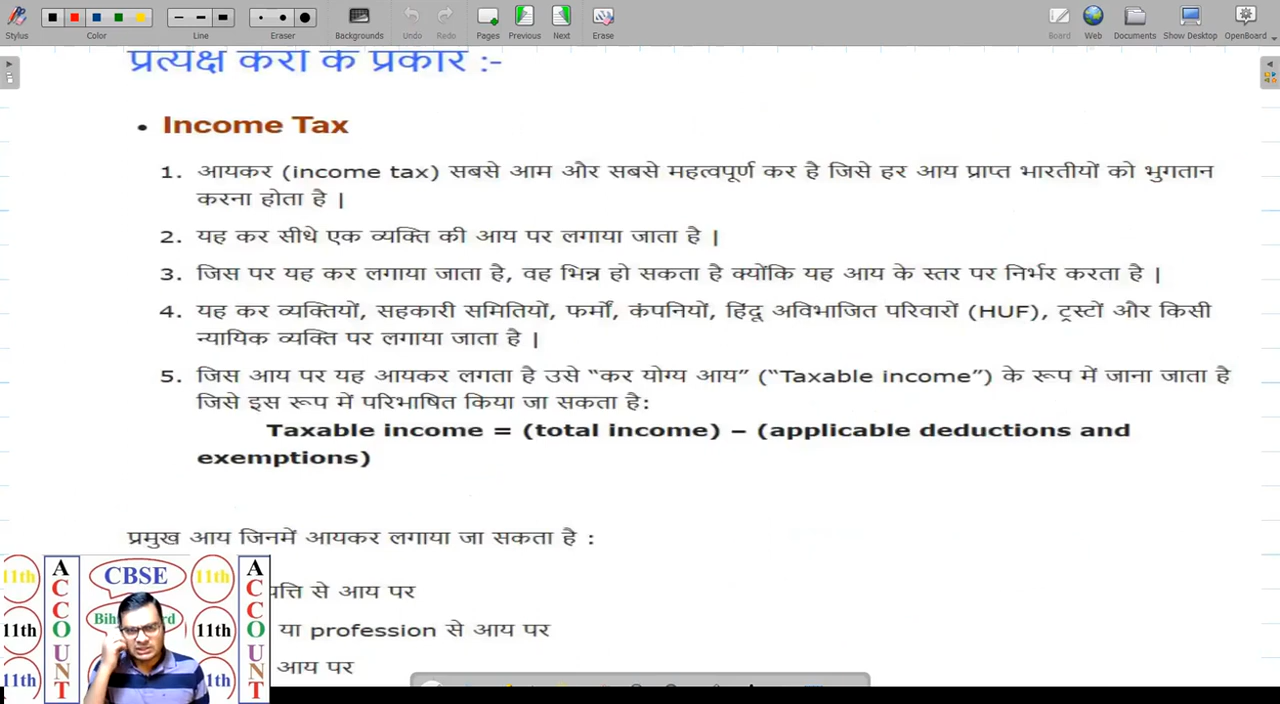 Stylus
Color
Line
Eraser
Backgrounds
Undo
Redo
Pages
Previous
Next
Erase
Board
Web
Documents
Show Desktop
OpenBoard
प्रत्यक्ष करों के प्रकार :-
• Income Tax
1. आयकर (income tax) सबसे आम और सबसे महत्वपूर्ण कर है जिसे हर आय प्राप्त भारतीयों को भुगतान
करना होता है |
2. यह कर सीधे एक व्यक्ति की आय पर लगाया जाता है |
3. जिस पर यह कर लगाया जाता है, वह भिन्न हो सकता है क्योंकि यह आय के स्तर पर निर्भर करता है |
4. यह कर व्यक्तियों, सहकारी समितियों, फर्मों, कंपनियों, हिंदू अविभाजित परिवारों (HUF), ट्रस्टों और किसी
न्यायिक व्यक्ति पर लगाया जाता है |
5. जिस आय पर यह आयकर लगता है उसे “कर योग्य आय” (“Taxable income”) के रूप में जाना जाता है
जिसे इस रूप में परिभाषित किया जा सकता है:
Taxable income = (total income) – (applicable deductions and
exemptions)
प्रमुख आय जिनमें आयकर लगाया जा सकता है :
से आय पर
या profession से आय पर
आय पर
11th
11th
11th
ACCOUNT
CBSE
11th
11th
ACCOUNT